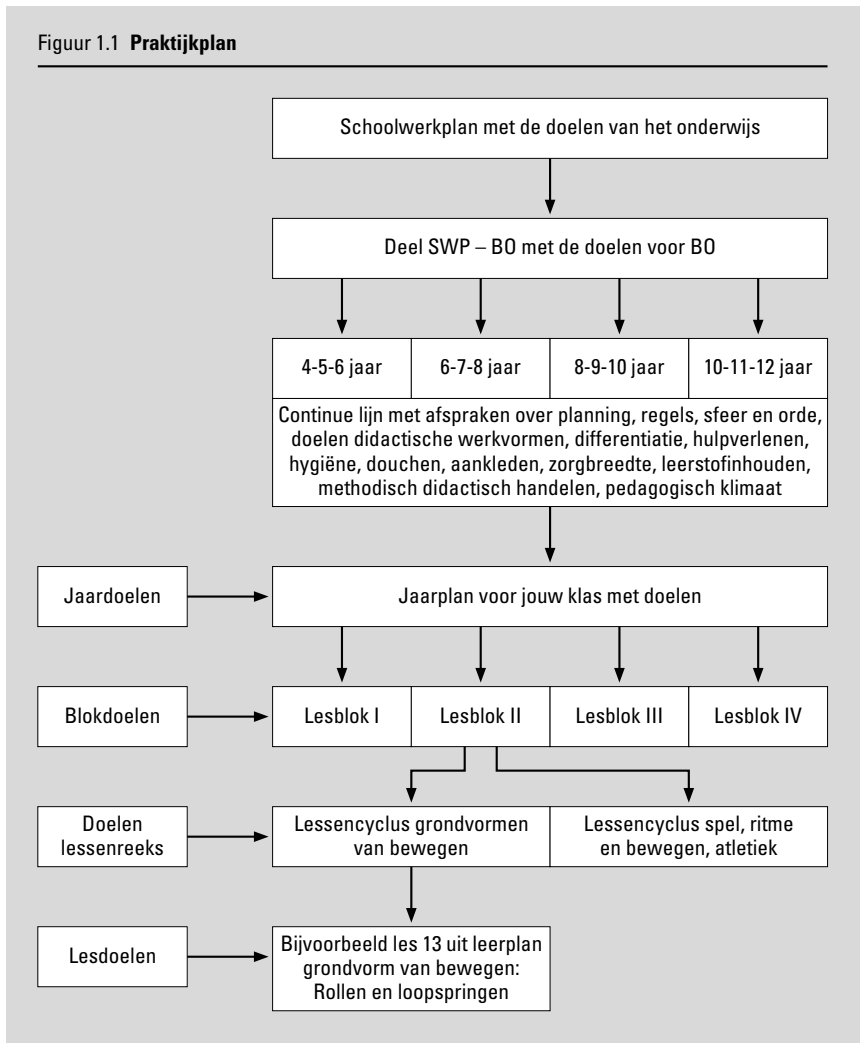 Figuur 1.1 Praktijkplan
Schoolwerkplan met de doelen van het onderwijs
Deel SWP – BO met de doelen voor BO
4-5-6 jaar
6-7-8 jaar
8-9-10 jaar
10-11-12 jaar
Continue lijn met afspraken over planning, regels, sfeer en orde,
doelen didactische werkvormen, differentiatie, hulpverlenen,
hygiëne, douchen, aankleden, zorgbreedte, leerstofinhouden,
methodisch didactisch handelen, pedagogisch klimaat
Jaardoelen
Jaarplan voor jouw klas met doelen
Blokdoelen
Lesblok I
Lesblok II
Lesblok III
Lesblok IV
Doelen
lessenreeks
Lessencyclus grondvormen
van bewegen
Lessencyclus spel, ritme
en bewegen, atletiek
Lesdoelen
Bijvoorbeeld les 13 uit leerplan
grondvorm van bewegen:
Rollen en loopspringen